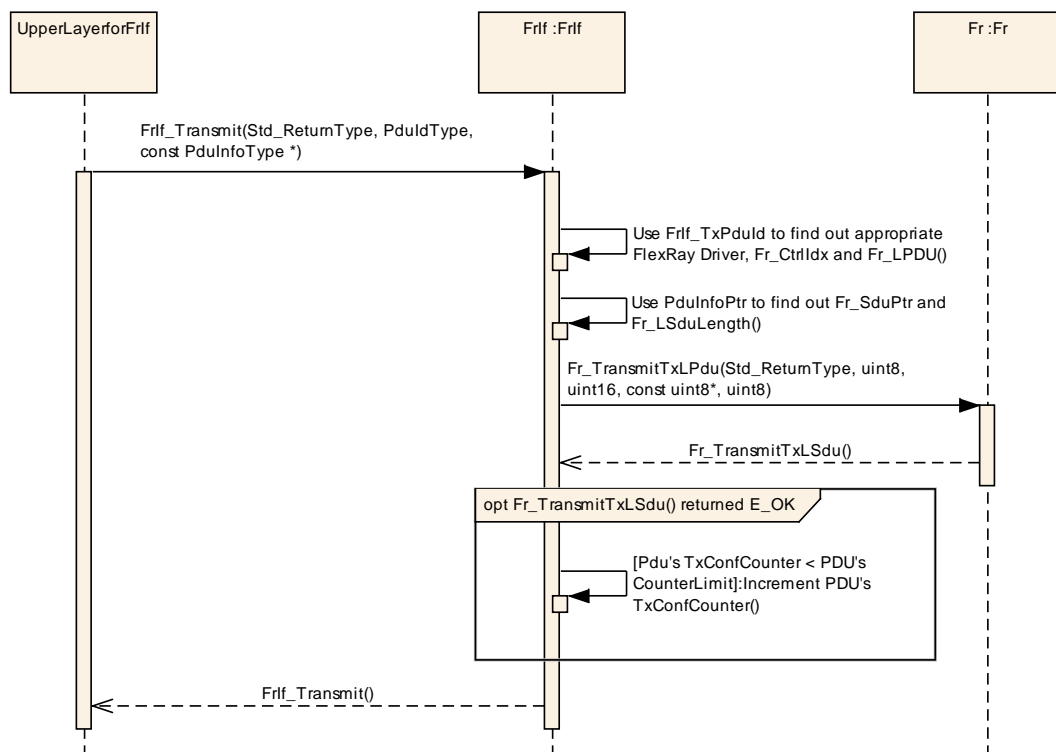 UpperLayerforFrIf
FrIf :FrIf
Fr :Fr
FrIf_Transmit(Std_ReturnType, PduIdType,
const PduInfoType *)
Use FrIf_TxPduId to find out appropriate
FlexRay Driver, Fr_CtrlIdx and Fr_LPDU()
Use PduInfoPtr to find out Fr_SduPtr and
Fr_LSduLength()
Fr_TransmitTxLPdu(Std_ReturnType, uint8,
uint16, const uint8*, uint8)
Fr_TransmitTxLSdu()
opt Fr_TransmitTxLSdu() returned E_OK
[Pdu's TxConfCounter < PDU's
CounterLimit]:Increment PDU's
TxConfCounter()
FrIf_Transmit()